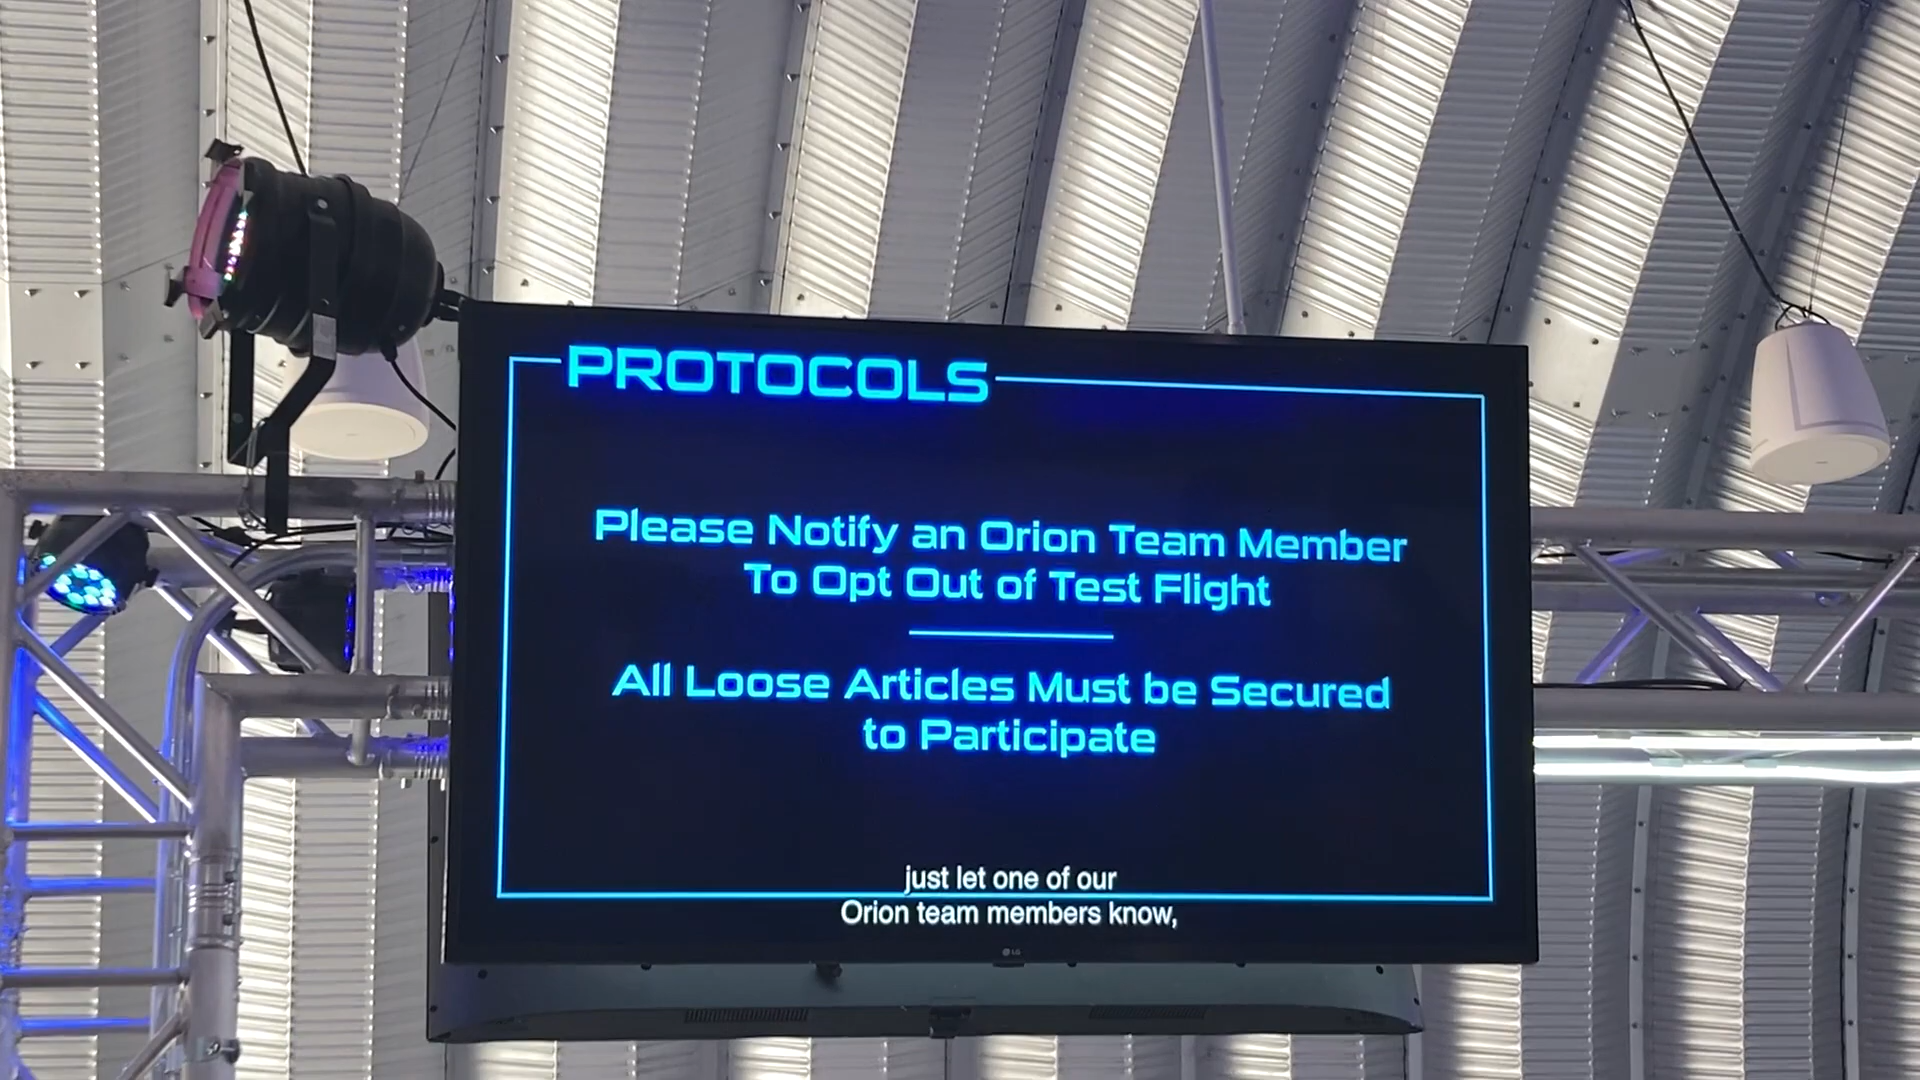 PROTOCOLS
Please Notify an Orion Team Member
To Opt Out of Test Flight
All Loose Articles Must be Secured
to Participate
just let one of our
Orion team members know,
LG